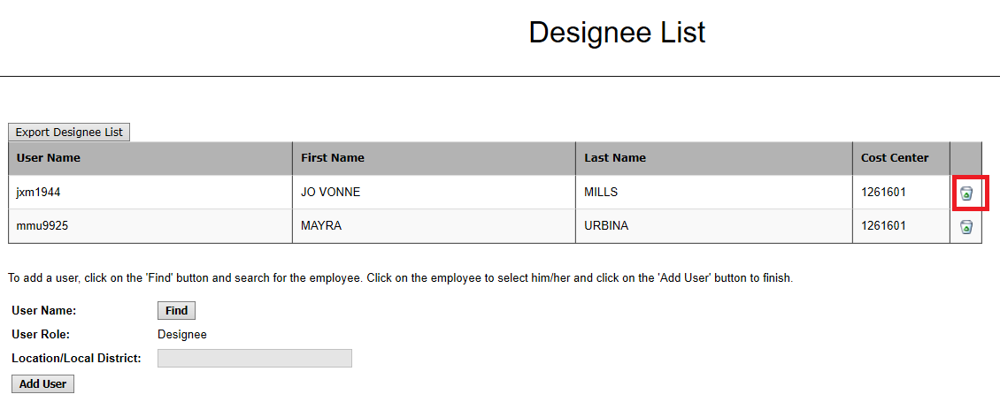 Designee List
Export Designee List
User Name First Name Last Name Cost Center
jxm1944 JO VONNE MILLS 1261601
mmu9925 MAYRA URBINA 1261601
To add a user, click on the 'Find' button and search for the employee. Click on the employee to select him/her and click on the 'Add User' button to finish.
User Name: Find
User Role: Designee
Location/Local District:
Add User